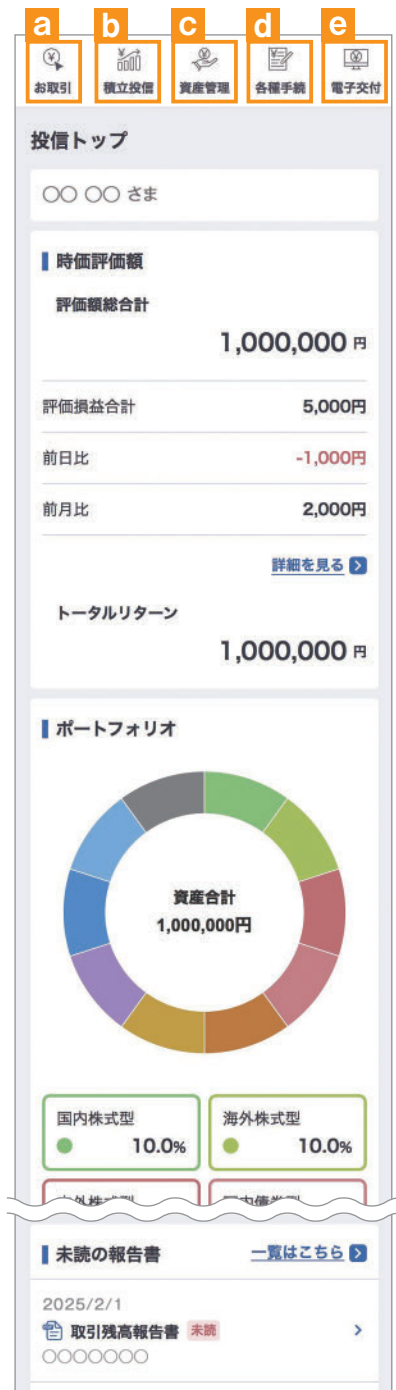 a b c d e
お取引 積立投信 資産管理 各種手続 電子交付
投信トップ
○○ ○○ さま
時価評価額
評価額総合計
1,000,000 円
評価損益合計 5,000円
前日比 -1,000円
前月比 2,000円
詳細を見る
トータルリターン
1,000,000 円
ポートフォリオ
資産合計
1,000,000円
国内株式型 海外株式型
10.0% 10.0%
未読の報告書 一覧はこちら
2025/2/1
取引残高報告書 未読
○○○○○○○